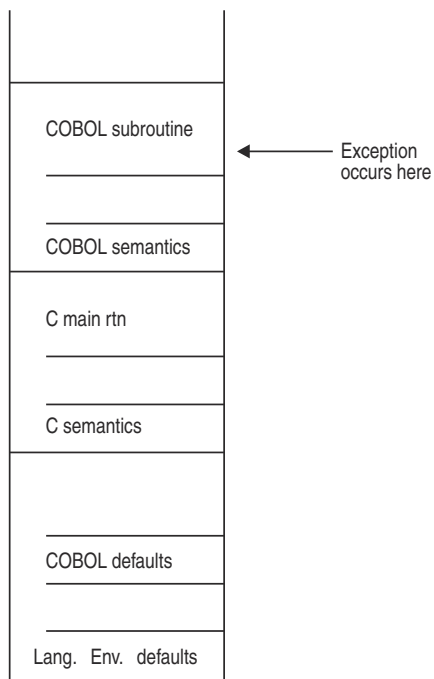 COBOL subroutine
Exception
occurs here
COBOL semantics
C main rtn
C semantics
COBOL defaults
Lang. Env. defaults